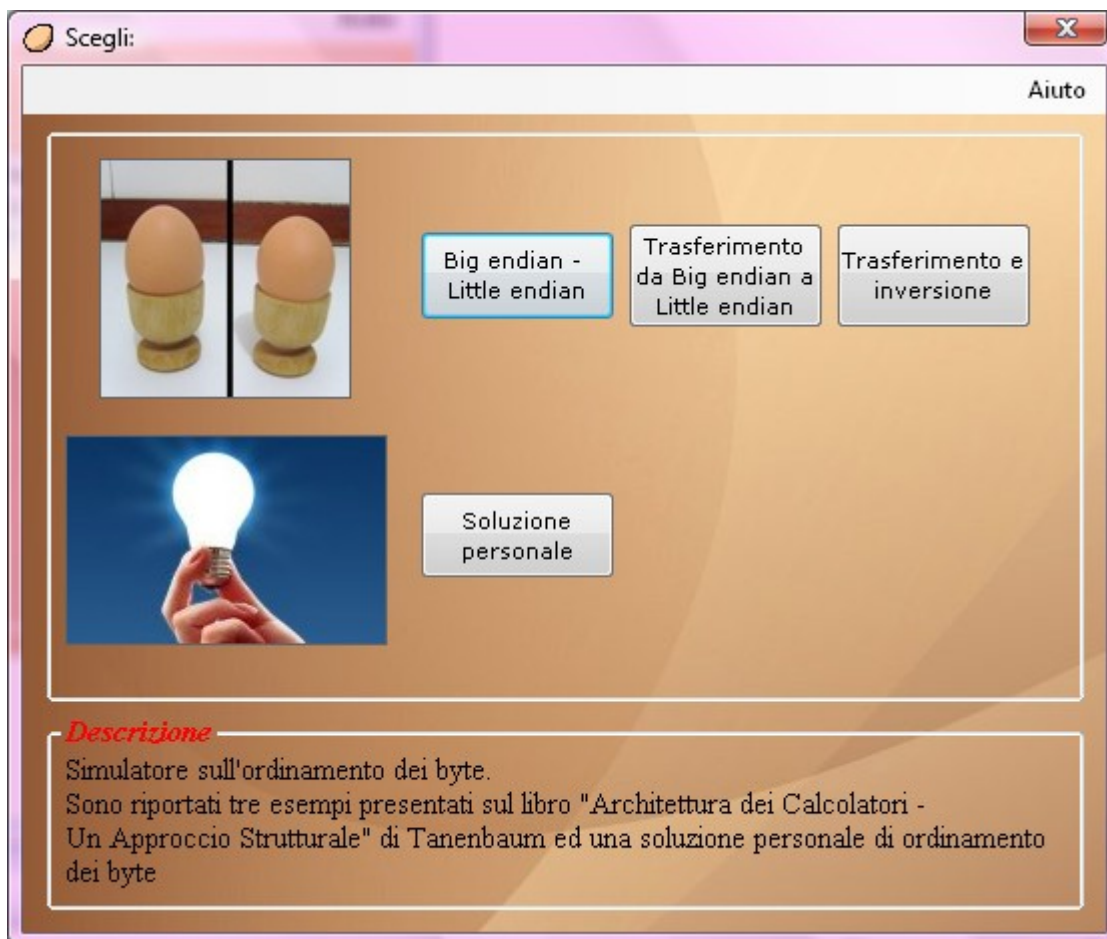 Scegli:
Aiuto
Big endian -
Little endian
Trasferimento
da Big endian a
Little endian
Trasferimento e
inversione
Soluzione
personale
Descrizione
Simulatore sull'ordinamento dei byte.
Sono riportati tre esempi presentati sul libro "Architettura dei Calcolatori -
Un Approccio Strutturale" di Tanenbaum ed una soluzione personale di ordinamento
dei byte